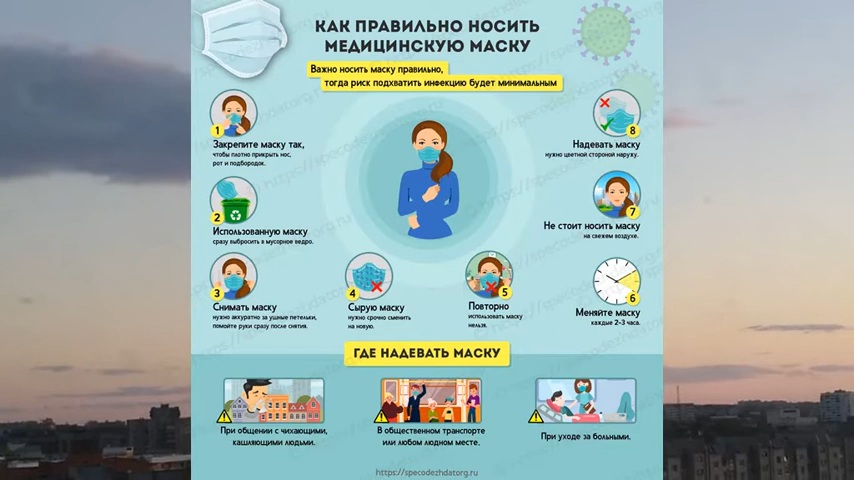 КАК ПРАВИЛЬНО НОСИТЬ
МЕДИЦИНСКУЮ МАСКУ
Важно носить маску правильно,
тогда риск подхватить инфекцию будет минимальным
1
Закрепите маску так,
чтобы плотно прикрыть нос,
рот и подбородок.
2
Использованную маску
сразу выбросить в мусорное ведро.
3
Снимать маску
нужно аккуратно за ушные петельки,
помойте руки сразу после снятия.
4
Сырую маску
нужно срочно сменить
на новую.
5
Повторно
использовать маску
нельзя.
6
Меняйте маску
каждые 2-3 часа.
7
Не стоит носить маску
на свежем воздухе.
8
Надевать маску
нужно цветной стороной наружу.
ГДЕ НАДЕВАТЬ МАСКУ
При общении с чихающими,
кашляющими людьми.
В общественном транспорте
или любом людном месте.
При уходе за больными.
https://specodezhdatorg.ru